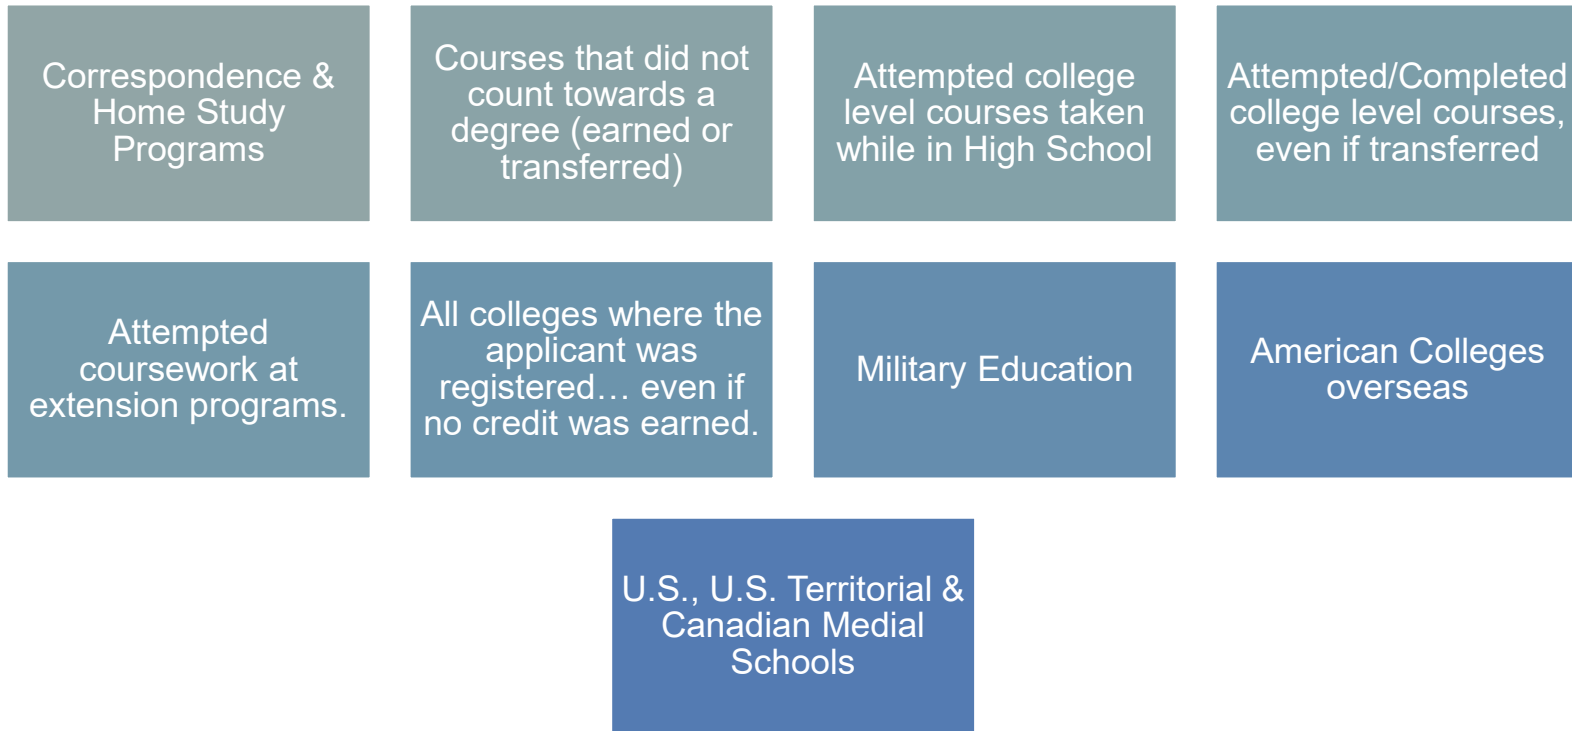 Correspondence &
Home Study
Programs
Courses that did not
count towards a
degree (earned or
transferred)
Attempted college
level courses taken
while in High School
Attempted/Completed
college level courses,
even if transferred
Attempted
coursework at
extension programs.
All colleges where the
applicant was
registered… even if
no credit was earned.
Military Education
American Colleges
overseas
U.S., U.S. Territorial &
Canadian Medial
Schools